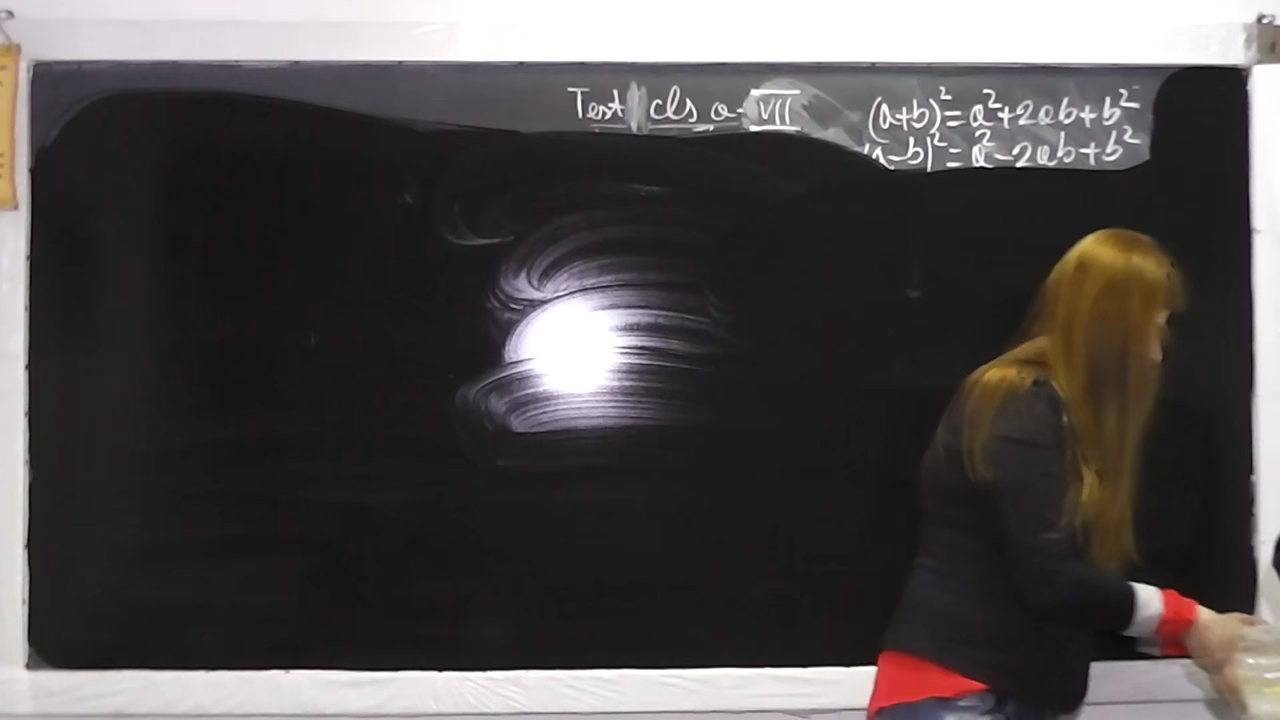 Test cls a VII
(a+b)²=a²+2ab+b²
(a-b)²=a²-2ab+b²